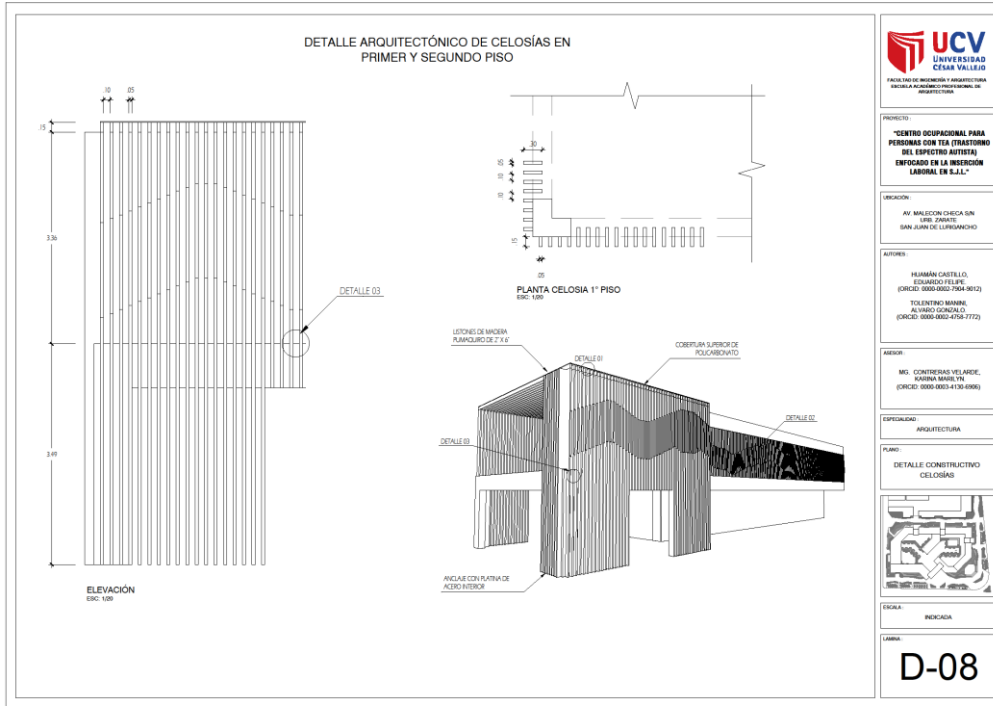 DETALLE ARQUITECTÓNICO DE CELOSÍAS EN
PRIMER Y SEGUNDO PISO
.10
.05
.15
3.36
3.49
DETALLE 03
ELEVACIÓN
ESC: 1/20
.30
.05
.10
.10
.15
.05
PLANTA CELOSIA 1° PISO
ESC: 1/20
LISTONES DE MADERA
PUMAQUIRO DE 2" X 6"
DETALLE 01
COBERTURA SUPERIOR DE
POLICARBONATO
DETALLE 02
DETALLE 03
ANCLAJE CON PLATINA DE
ACERO INTERIOR
UCV
UNIVERSIDAD
CÉSAR VALLEJO
FACULTAD DE INGENIERÍA Y ARQUITECTURA
ESCUELA ACADÉMICO PROFESIONAL DE
ARQUITECTURA
PROYECTO :
"CENTRO OCUPACIONAL PARA
PERSONAS CON TEA (TRASTORNO
DEL ESPECTRO AUTISTA)
ENFOCADO EN LA INSERCIÓN
LABORAL EN S.J.L."
UBICACIÓN :
AV. MALECON CHECA S/N
URB. ZARATE
SAN JUAN DE LURIGANCHO
AUTORES :
HUAMÁN CASTILLO,
EDUARDO FELIPE.
(ORCID: 0000-0002-7904-9012)
TOLENTINO MANINI,
ALVARO GONZALO.
(ORCID: 0000-0002-4758-7772)
ASESOR :
MG. CONTRERAS VELARDE,
KARINA MARILYN.
(ORCID: 0000-0003-4130-6906)
ESPECIALIDAD :
ARQUITECTURA
PLANO :
DETALLE CONSTRUCTIVO
CELOSÍAS
ESCALA :
INDICADA
LAMINA :
D-08